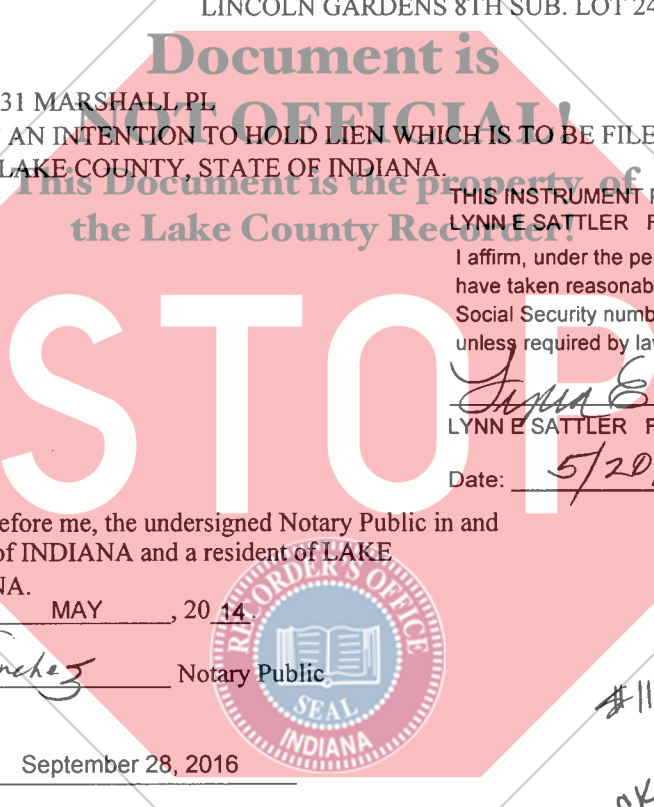 LINCOLN GARDENS 8TH SUB. LOT 24
Document is
31 MARSHALL PL
NOT OFFICIAL!
AN INTENTION TO HOLD LIEN WHICH IS TO BE FILE
LAKE COUNTY, STATE OF INDIANA.
This Document is the property of
the Lake County Recorder!
THIS INSTRUMENT P
LYNN E SATTLER F
I affirm, under the pe
have taken reasonab
Social Security numb
unless required by la
STOP
Lynn E
LYNN E SATTLER F
Date: 5/20
efore me, the undersigned Notary Public in and
of INDIANA and a resident of LAKE
NA.
MAY , 20 14.
nchez Notary Public
RECORDER'S OFFICE
SEAL
INDIANA
#11
September 28, 2016
OK